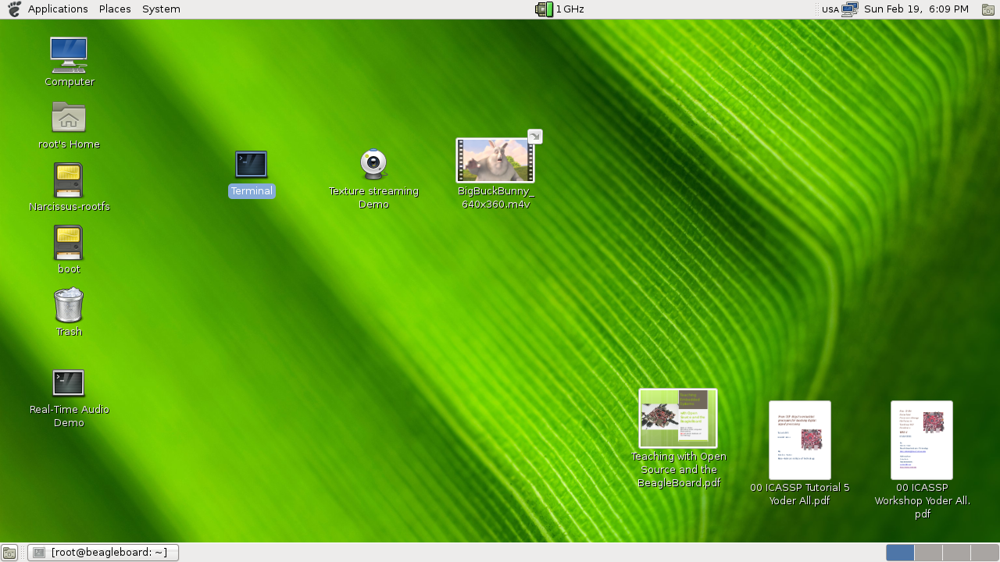 Applications Places System 1 GHz USA Sun Feb 19, 6:09 PM
Computer
root's Home
Narcissus-rootfs
boot
Trash
Real-Time Audio
Demo
Terminal
Texture streaming
Demo
BigBuckBunny_
640x360.m4v
Teaching with Open
Source and the
BeagleBoard.pdf
00 ICASSP Tutorial 5
Yoder All.pdf
00 ICASSP
Workshop Yoder All.
pdf
[root@beagleboard: ~]